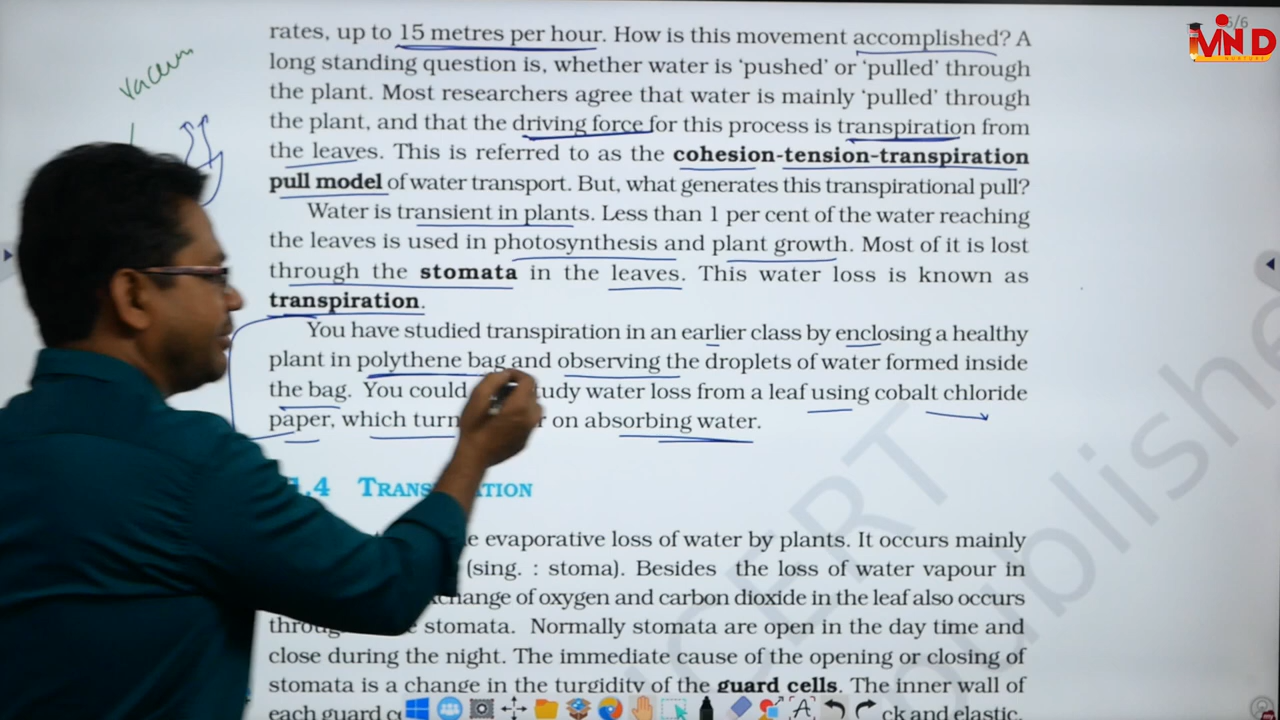 5/6
MIND
NURTURE
vacuum
rates, up to 15 metres per hour. How is this movement accomplished? A
long standing question is, whether water is ‘pushed’ or ‘pulled’ through
the plant. Most researchers agree that water is mainly ‘pulled’ through
the plant, and that the driving force for this process is transpiration from
the leaves. This is referred to as the cohesion-tension-transpiration
pull model of water transport. But, what generates this transpirational pull?
Water is transient in plants. Less than 1 per cent of the water reaching
the leaves is used in photosynthesis and plant growth. Most of it is lost
through the stomata in the leaves. This water loss is known as
transpiration.
You have studied transpiration in an earlier class by enclosing a healthy
plant in polythene bag and observing the droplets of water formed inside
the bag. You could study water loss from a leaf using cobalt chloride
paper, which turn on absorbing water.
.4 TRANS ATION
evaporative loss of water by plants. It occurs mainly
(sing. : stoma). Besides the loss of water vapour in
change of oxygen and carbon dioxide in the leaf also occurs
stomata. Normally stomata are open in the day time and
close during the night. The immediate cause of the opening or closing of
stomata is a change in the turgidity of the guard cells. The inner wall of
each guard ck and elastic.
NCERT
republished